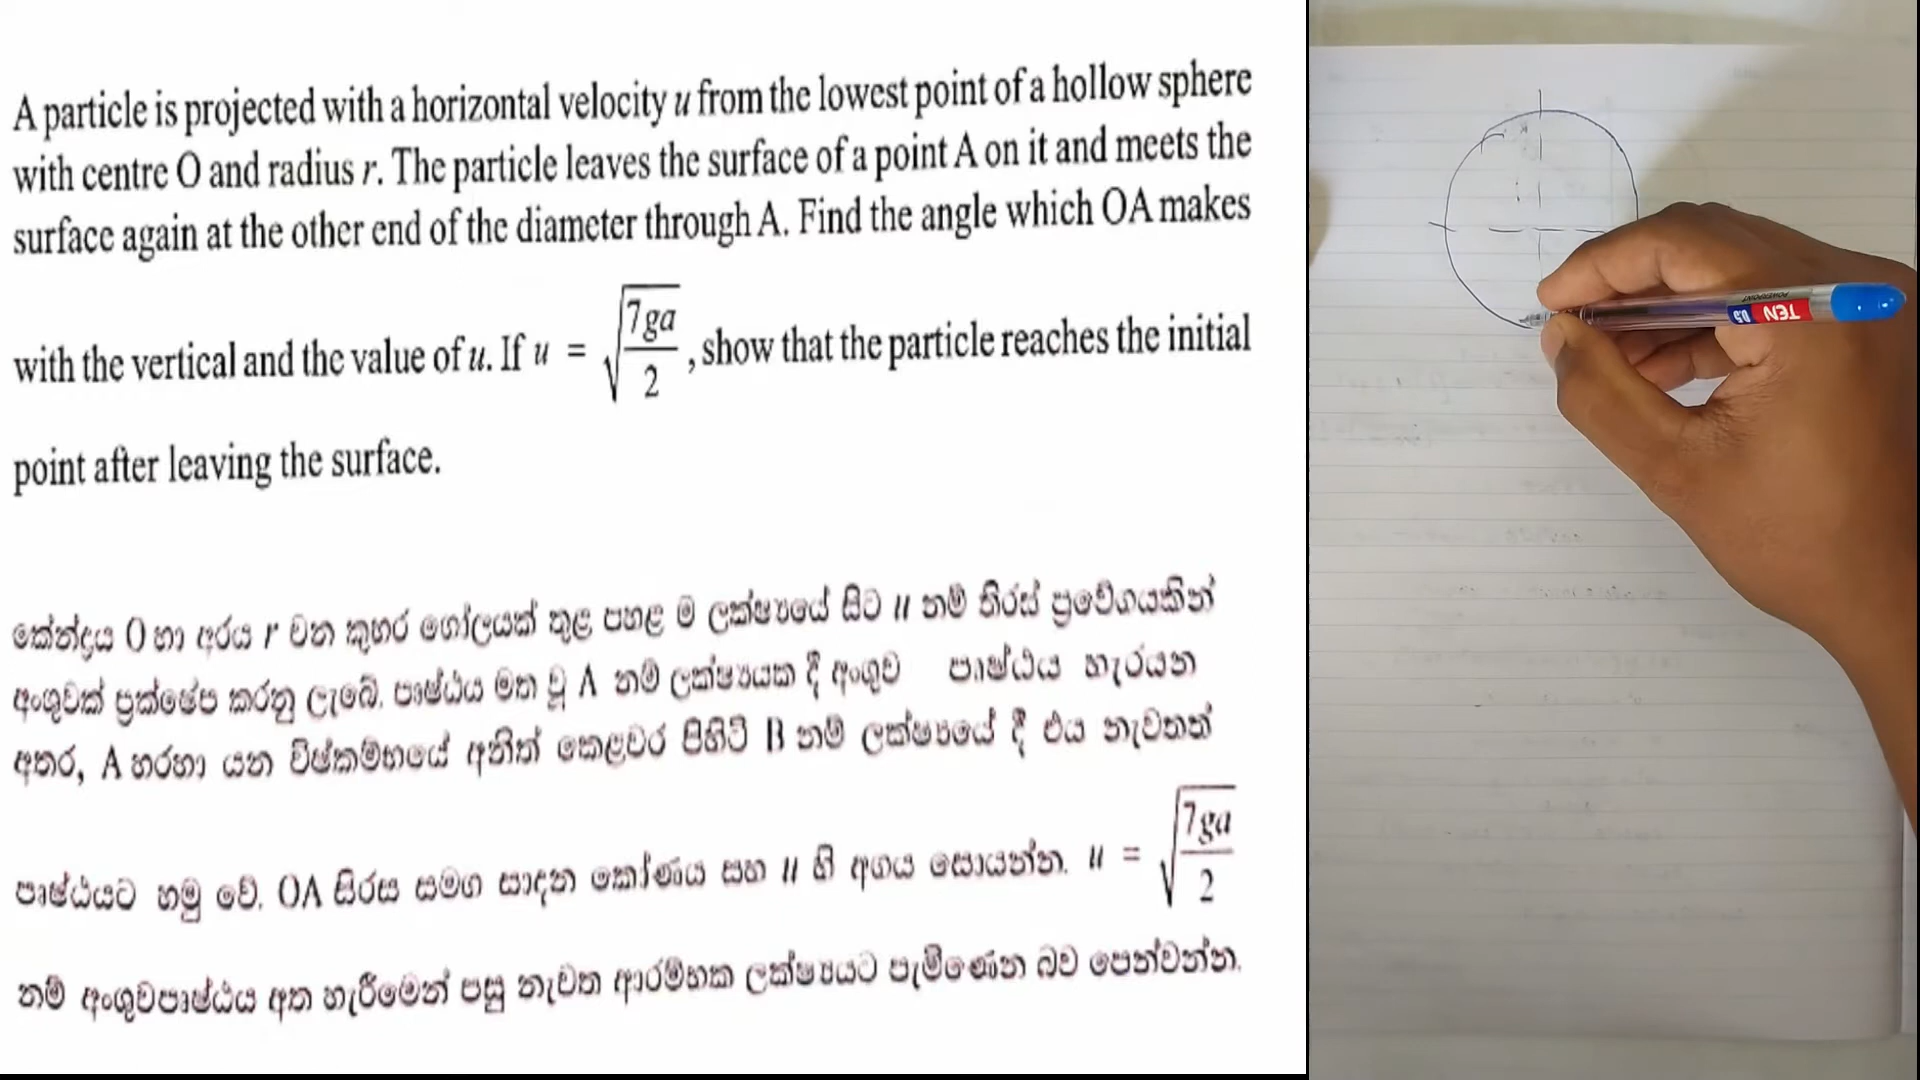 A particle is projected with a horizontal velocity u from the lowest point of a hollow sphere
with centre O and radius r. The particle leaves the surface of a point A on it and meets the
surface again at the other end of the diameter through A. Find the angle which OA makes
with the vertical and the value of u. If u = √(7ga/2), show that the particle reaches the initial
point after leaving the surface.
කේන්ද්‍රය O හා අරය r වන කුහර ගෝලයක් තුළ පහළ ම ලක්ෂ්‍යයේ සිට u නම් තිරස් ප්‍රවේගයකින්
අංශුවක් ප්‍රක්ෂේප කරනු ලැබේ. පෘෂ්ඨය මත වූ A නම් ලක්ෂ්‍යයක දී අංශුව පෘෂ්ඨය හැරයන
අතර, A හරහා යන විෂ්කම්භයේ අනිත් කෙළවර පිහිටි B නම් ලක්ෂ්‍යයේ දී එය නැවතත්
පෘෂ්ඨයට හමු වේ. OA සිරස සමග සාදන කෝණය සහ u හි අගය සොයන්න. u = √(7ga/2)
නම් අංශුවපෘෂ්ඨය අත හැරීමෙන් පසු නැවත ආරම්භක ලක්ෂ්‍යයට පැමිණෙන බව පෙන්වන්න.
TEN
0.5
POWERPOINT